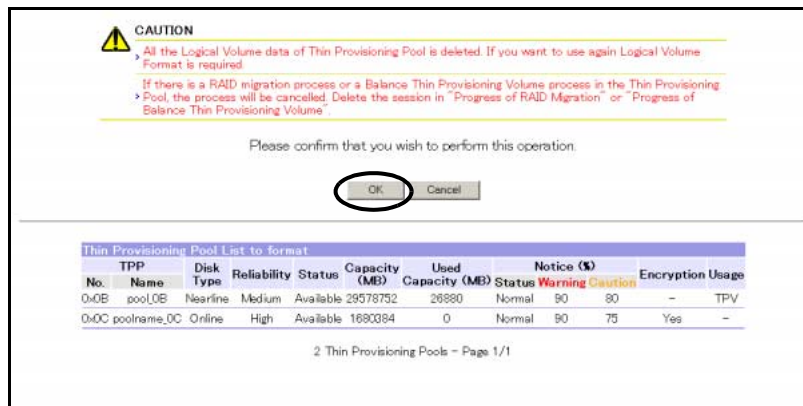 CAUTION
All the Logical Volume data of Thin Provisioning Pool is deleted. If you want to use again Logical Volume
Format is required.
If there is a RAID migration process or a Balance Thin Provisioning Volume process in the Thin Provisioning
Pool, the process will be cancelled. Delete the session in "Progress of RAID Migration" or "Progress of
Balance Thin Provisioning Volume".
Please confirm that you wish to perform this operation.
OK Cancel
Thin Provisioning Pool List to format
TPP Disk Type Reliability Status Capacity (MB) Used Capacity (MB) Notice (%) Encryption Usage
No. Name Status Warning Caution
0x0B pool_0B Nearline Medium Available 29578752 26880 Normal 90 80 - TPV
0x0C poolname_0C Online High Available 1680384 0 Normal 90 75 Yes -
2 Thin Provisioning Pools - Page 1/1